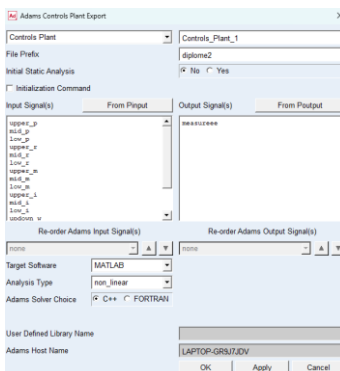 Ad Adams Controls Plant Export
Controls Plant Controls_Plant_1
File Prefix diplome2
Initial Static Analysis No Yes
Initialization Command
Input Signal(s) From Pinput Output Signal(s) From Poutput
upper_p measureee
mid_p
low_p
upper_r
mid_r
low_r
upper_m
mid_m
low_m
upper_i
mid_i
low_i
updown_v
Re-order Adams Input Signal(s) Re-order Adams Output Signal(s)
none none
Target Software MATLAB
Analysis Type non_linear
Adams Solver Choice C++ FORTRAN
User Defined Library Name
Adams Host Name LAPTOP-GR9J7JDV
OK Apply Cancel